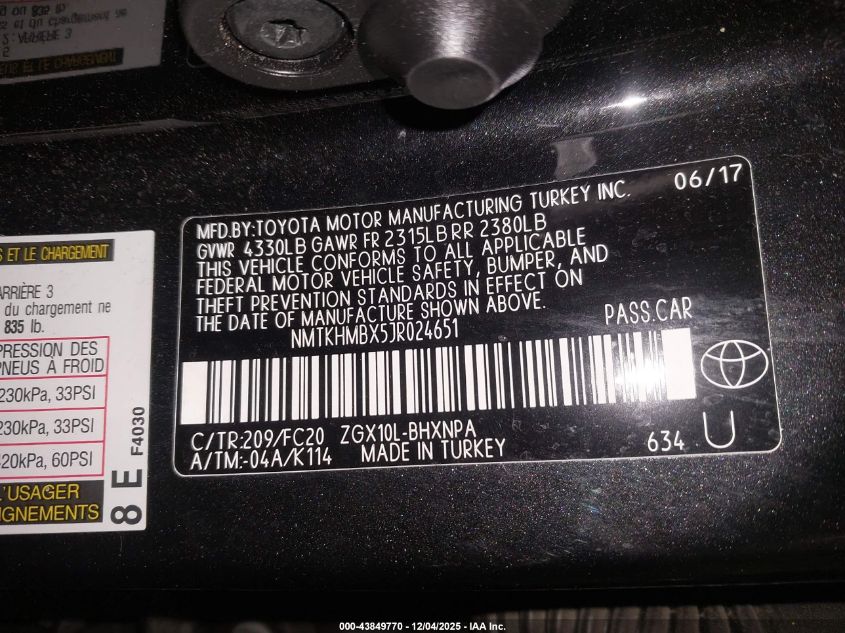 06/17
MFD.BY:TOYOTA MOTOR MANUFACTURING TURKEY INC.
GVWR 4330LB GAWR FR 2315LB RR 2380LB
THIS VEHICLE CONFORMS TO ALL APPLICABLE
FEDERAL MOTOR VEHICLE SAFETY, BUMPER, AND
THEFT PREVENTION STANDARDS IN EFFECT ON
THE DATE OF MANUFACTURE SHOWN ABOVE.
NMTKHMBX5JR024651 PASS.CAR
C/TR:209/FC20 ZGX10L-BHXNPA
A/TM:-04A/K114 MADE IN TURKEY
634 U
ET LE CHARGEMENT
ARRIÈRE 3
du chargement ne
835 lb.
PRESSION DES
PNEUS À FROID
230kPa, 33PSI
230kPa, 33PSI
420kPa, 60PSI
L'USAGER
8 E F4030
000-43849770 - 12/04/2025 - IAA Inc.